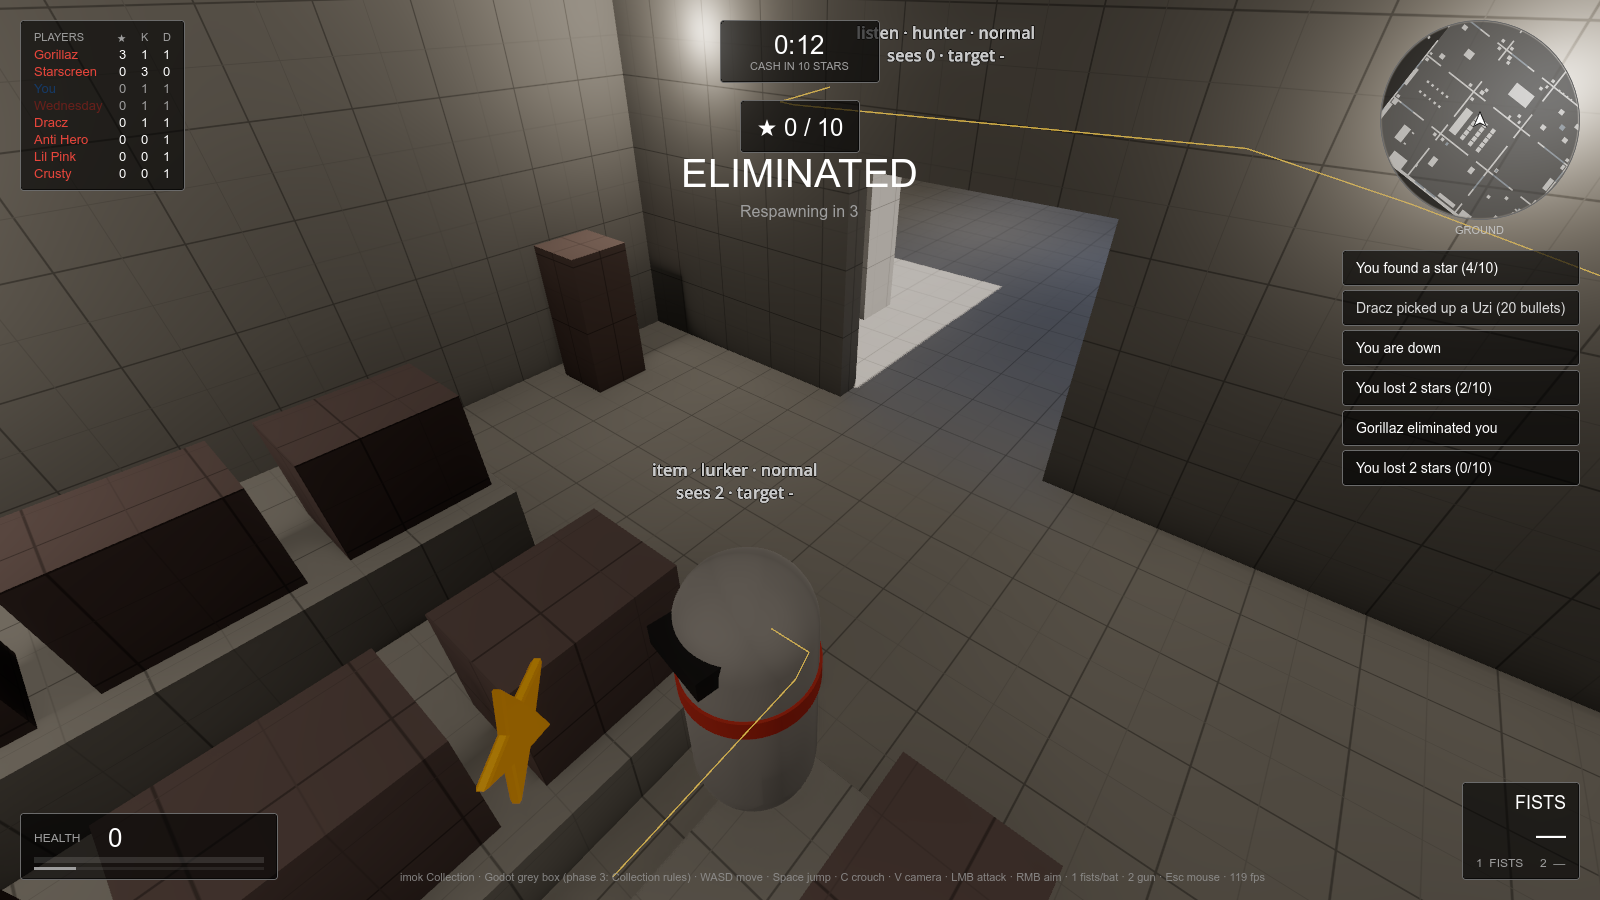 PLAYERS ★ K D
Gorillaz 3 1 1
Starscreen 0 3 0
You 0 1 1
Wednesday 0 1 1
Dracz 0 1 1
Anti Hero 0 0 1
Lil Pink 0 0 1
Crusty 0 0 1
0:12
CASH IN 10 STARS
listen · hunter · normal
sees 0 · target -
★ 0 / 10
ELIMINATED
Respawning in 3
GROUND
You found a star (4/10)
Dracz picked up a Uzi (20 bullets)
You are down
You lost 2 stars (2/10)
Gorillaz eliminated you
You lost 2 stars (0/10)
item · lurker · normal
sees 2 · target -
HEALTH 0
FISTS
—
1 FISTS 2 —
imok Collection · Godot grey box (phase 3: Collection rules) · WASD move · Space jump · C crouch · V camera · LMB attack · RMB aim · 1 fists/bat · 2 gun · Esc mouse · 119 fps